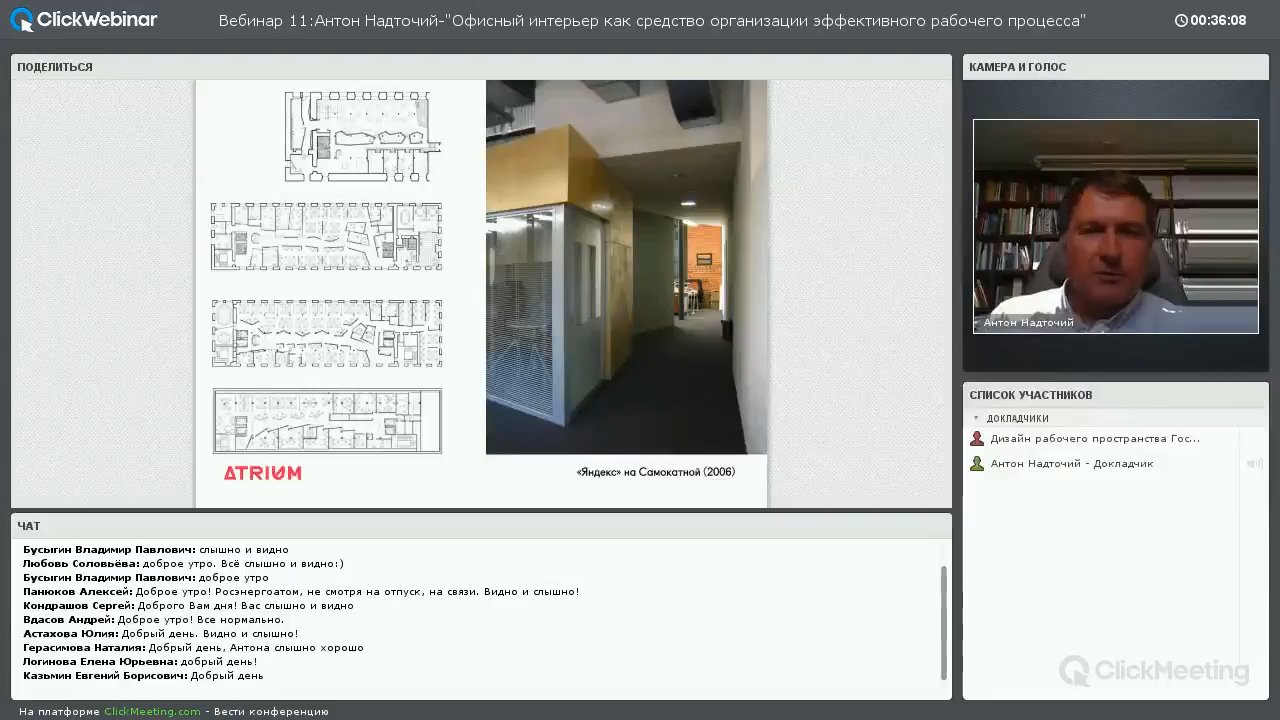 ClickWebinar
Вебинар 11:Антон Надточий-"Офисный интерьер как средство организации эффективного рабочего процесса"
00:36:08
ПОДЕЛИТЬСЯ
ATRIUM
«Яндекс» на Самокатной (2006)
КАМЕРА И ГОЛОС
Антон Надточий
СПИСОК УЧАСТНИКОВ
ДОКЛАДЧИКИ
Дизайн рабочего пространства Гос...
Антон Надточий - Докладчик
ClickMeeting
ЧАТ
Бусыгин Владимир Павлович: слышно и видно
Любовь Соловьёва: доброе утро. Всё слышно и видно:)
Бусыгин Владимир Павлович: доброе утро
Панюков Алексей: Доброе утро! Росэнергоатом, не смотря на отпуск, на связи. Видно и слышно!
Кондрашов Сергей: Доброго Вам дня! Вас слышно и видно
Вдасов Андрей: Доброе утро! Все нормально.
Астахова Юлия: Добрый день. Видно и слышно!
Герасимова Наталия: Добрый день, Антона слышно хорошо
Логинова Елена Юрьевна: добрый день!
Казьмин Евгений Борисович: Добрый день
На платформе ClickMeeting.com - Вести конференцию